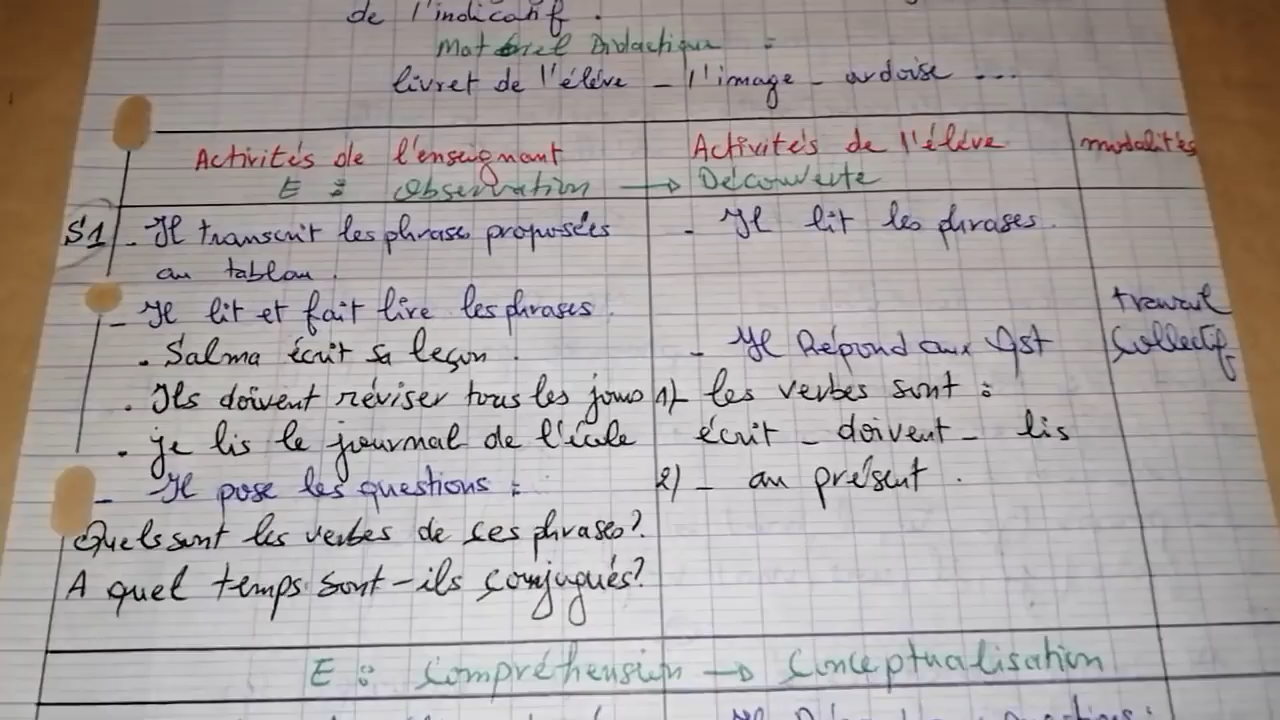 de l'indicatif.
Matériel Didactique :
livret de l'élève - l'image - ardoise ...
Activités de l'enseignant
Activités de l'élève
modalités
E : Observation → Découverte
S1
- Il transcrit les phrases proposées
au tableau.
- Il lit et fait lire les phrases.
. Salma écrit sa leçon.
. Ils doivent réviser tous les jours
. je lis le journal de l'école
- Il pose les questions :
Quels sont les verbes de ces phrases?
A quel temps sont-ils conjugués?
- Il lit les phrases.
- Il Répond aux Qst
1) les verbes sont :
écrit - doivent - lis
2) - au présent.
travail
collectif
E : Compréhension → Conceptualisation